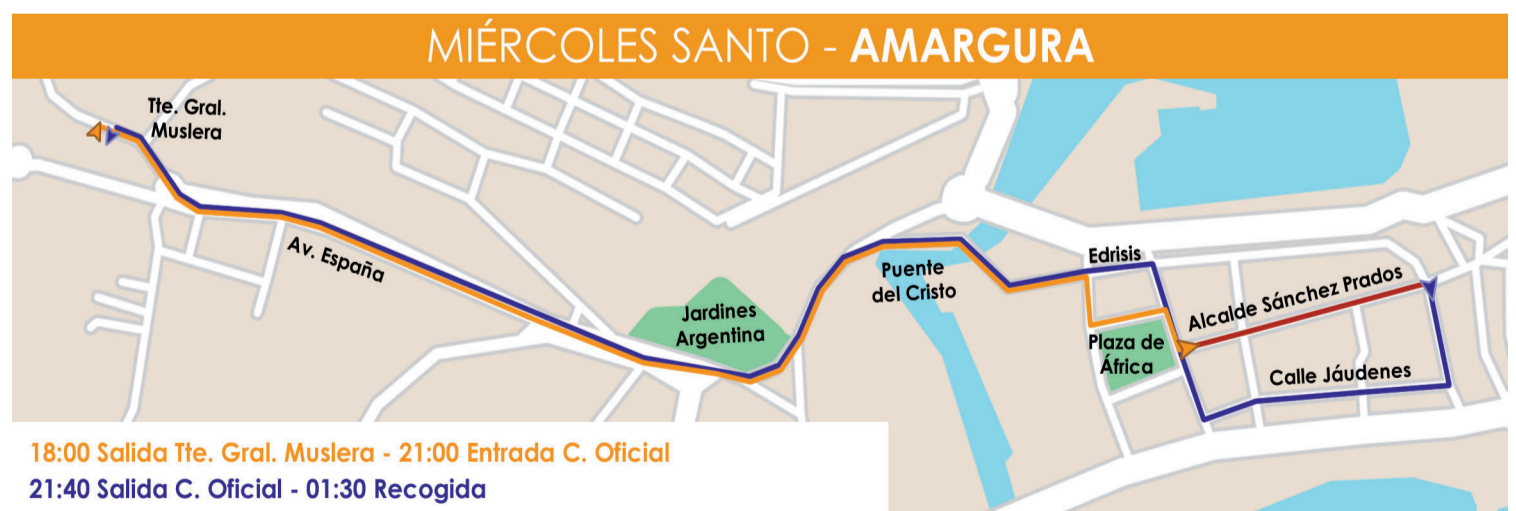 MIÉRCOLES SANTO - AMARGURA
Tte. Gral.
Muslera
Av. España
Jardines
Argentina
Puente
del Cristo
Edrisis
Plaza de
África
Alcalde Sánchez Prados
Calle Jáudenes
18:00 Salida Tte. Gral. Muslera - 21:00 Entrada C. Oficial
21:40 Salida C. Oficial - 01:30 Recogida